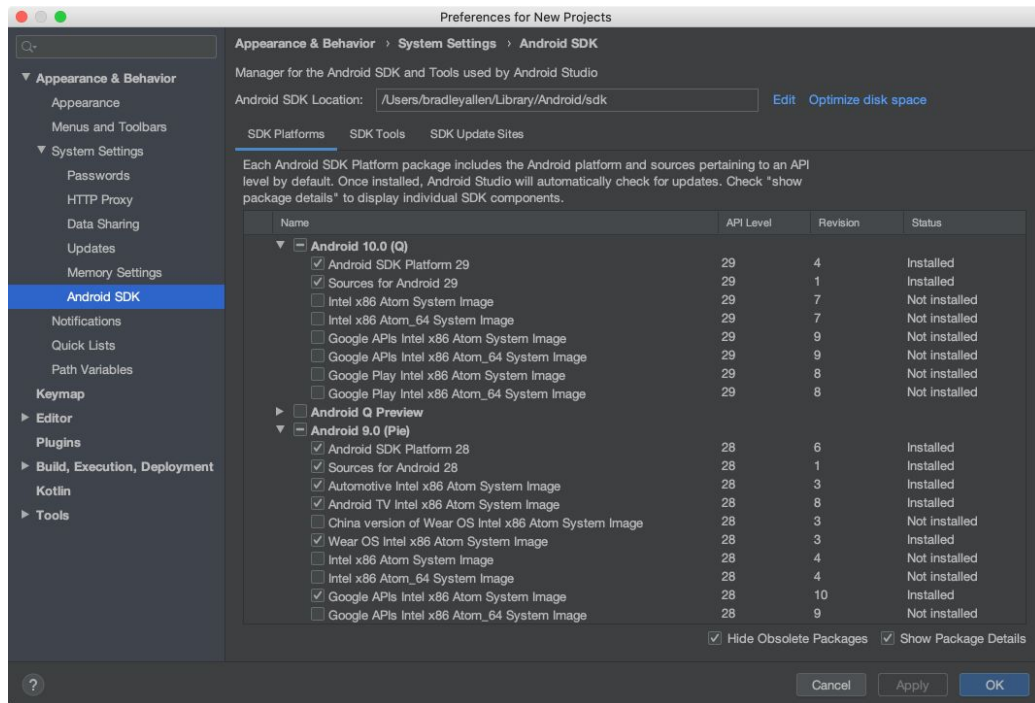 Preferences for New Projects
Appearance & Behavior
Appearance
Menus and Toolbars
System Settings
Passwords
HTTP Proxy
Data Sharing
Updates
Memory Settings
Android SDK
Notifications
Quick Lists
Path Variables
Keymap
Editor
Plugins
Build, Execution, Deployment
Kotlin
Tools
Appearance & Behavior › System Settings › Android SDK
Manager for the Android SDK and Tools used by Android Studio
Android SDK Location: /Users/bradleyallen/Library/Android/sdk Edit Optimize disk space
SDK Platforms SDK Tools SDK Update Sites
Each Android SDK Platform package includes the Android platform and sources pertaining to an API
level by default. Once installed, Android Studio will automatically check for updates. Check "show
package details" to display individual SDK components.
Name API Level Revision Status
Android 10.0 (Q)
Android SDK Platform 29 29 4 Installed
Sources for Android 29 29 1 Installed
Intel x86 Atom System Image 29 7 Not installed
Intel x86 Atom_64 System Image 29 7 Not installed
Google APIs Intel x86 Atom System Image 29 9 Not installed
Google APIs Intel x86 Atom_64 System Image 29 9 Not installed
Google Play Intel x86 Atom System Image 29 8 Not installed
Google Play Intel x86 Atom_64 System Image 29 8 Not installed
Android Q Preview
Android 9.0 (Pie)
Android SDK Platform 28 28 6 Installed
Sources for Android 28 28 1 Installed
Automotive Intel x86 Atom System Image 28 3 Installed
Android TV Intel x86 Atom System Image 28 8 Installed
China version of Wear OS Intel x86 Atom System Image 28 3 Not installed
Wear OS Intel x86 Atom System Image 28 3 Installed
Intel x86 Atom System Image 28 4 Not installed
Intel x86 Atom_64 System Image 28 4 Not installed
Google APIs Intel x86 Atom System Image 28 10 Installed
Google APIs Intel x86 Atom_64 System Image 28 9 Not installed
Hide Obsolete Packages Show Package Details
? Cancel Apply OK